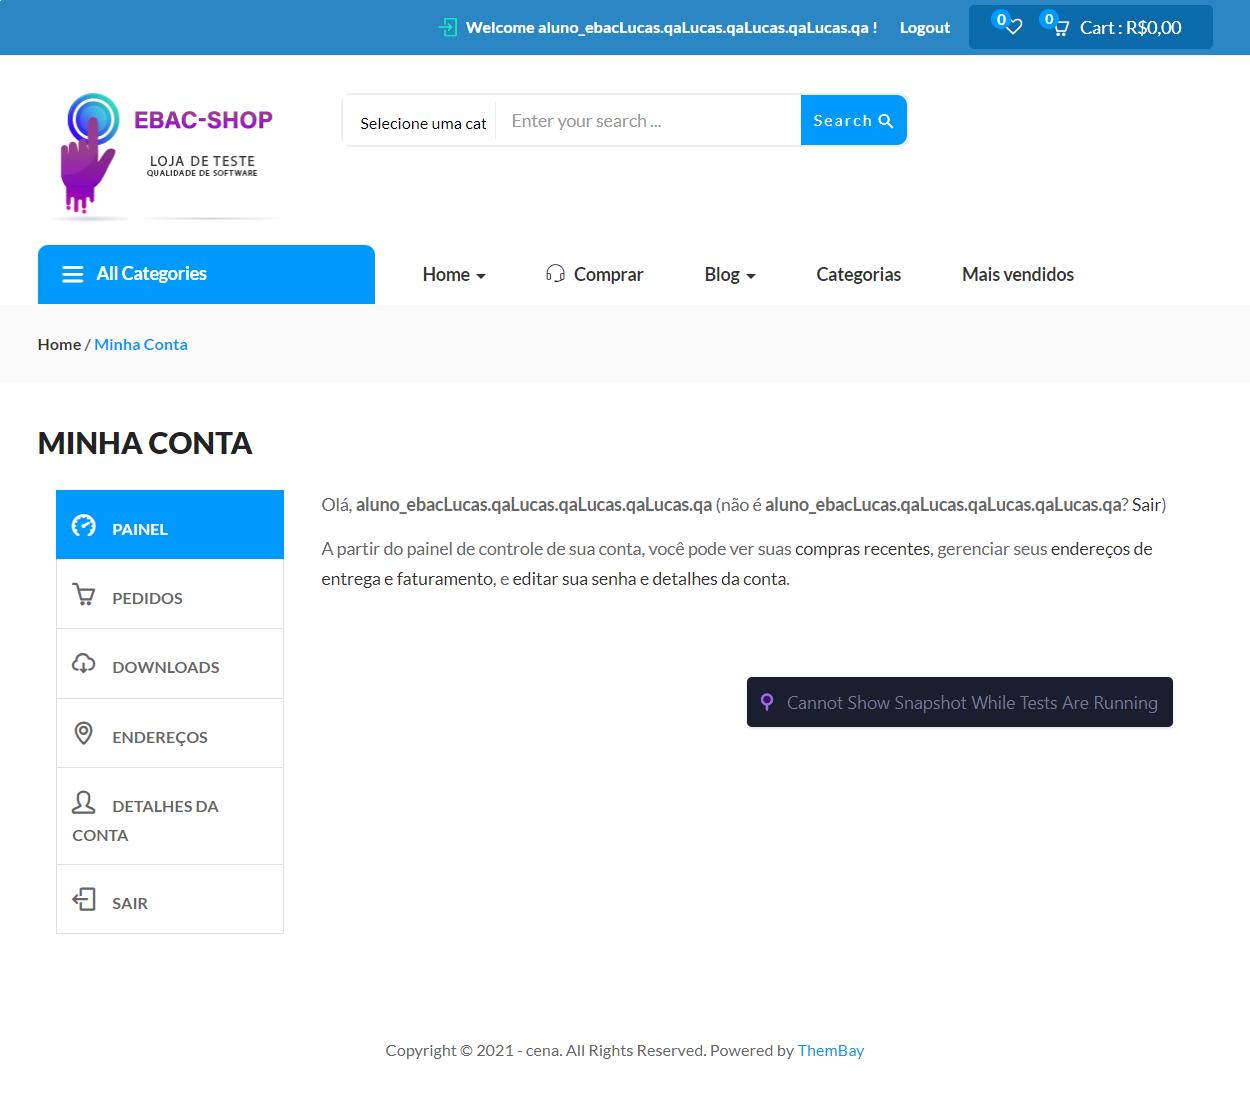 Welcome aluno_ebacLucas.qaLucas.qaLucas.qaLucas.qa ! Logout 0 0 Cart : R$0,00
EBAC-SHOP
LOJA DE TESTE
QUALIDADE DE SOFTWARE
Selecione uma cat Enter your search ... Search
All Categories Home Comprar Blog Categorias Mais vendidos
Home / Minha Conta
MINHA CONTA
PAINEL
PEDIDOS
DOWNLOADS
ENDEREÇOS
DETALHES DA
CONTA
SAIR
Olá, aluno_ebacLucas.qaLucas.qaLucas.qaLucas.qa (não é aluno_ebacLucas.qaLucas.qaLucas.qaLucas.qa? Sair)
A partir do painel de controle de sua conta, você pode ver suas compras recentes, gerenciar seus endereços de
entrega e faturamento, e editar sua senha e detalhes da conta.
Cannot Show Snapshot While Tests Are Running
Copyright © 2021 - cena. All Rights Reserved. Powered by ThemBay